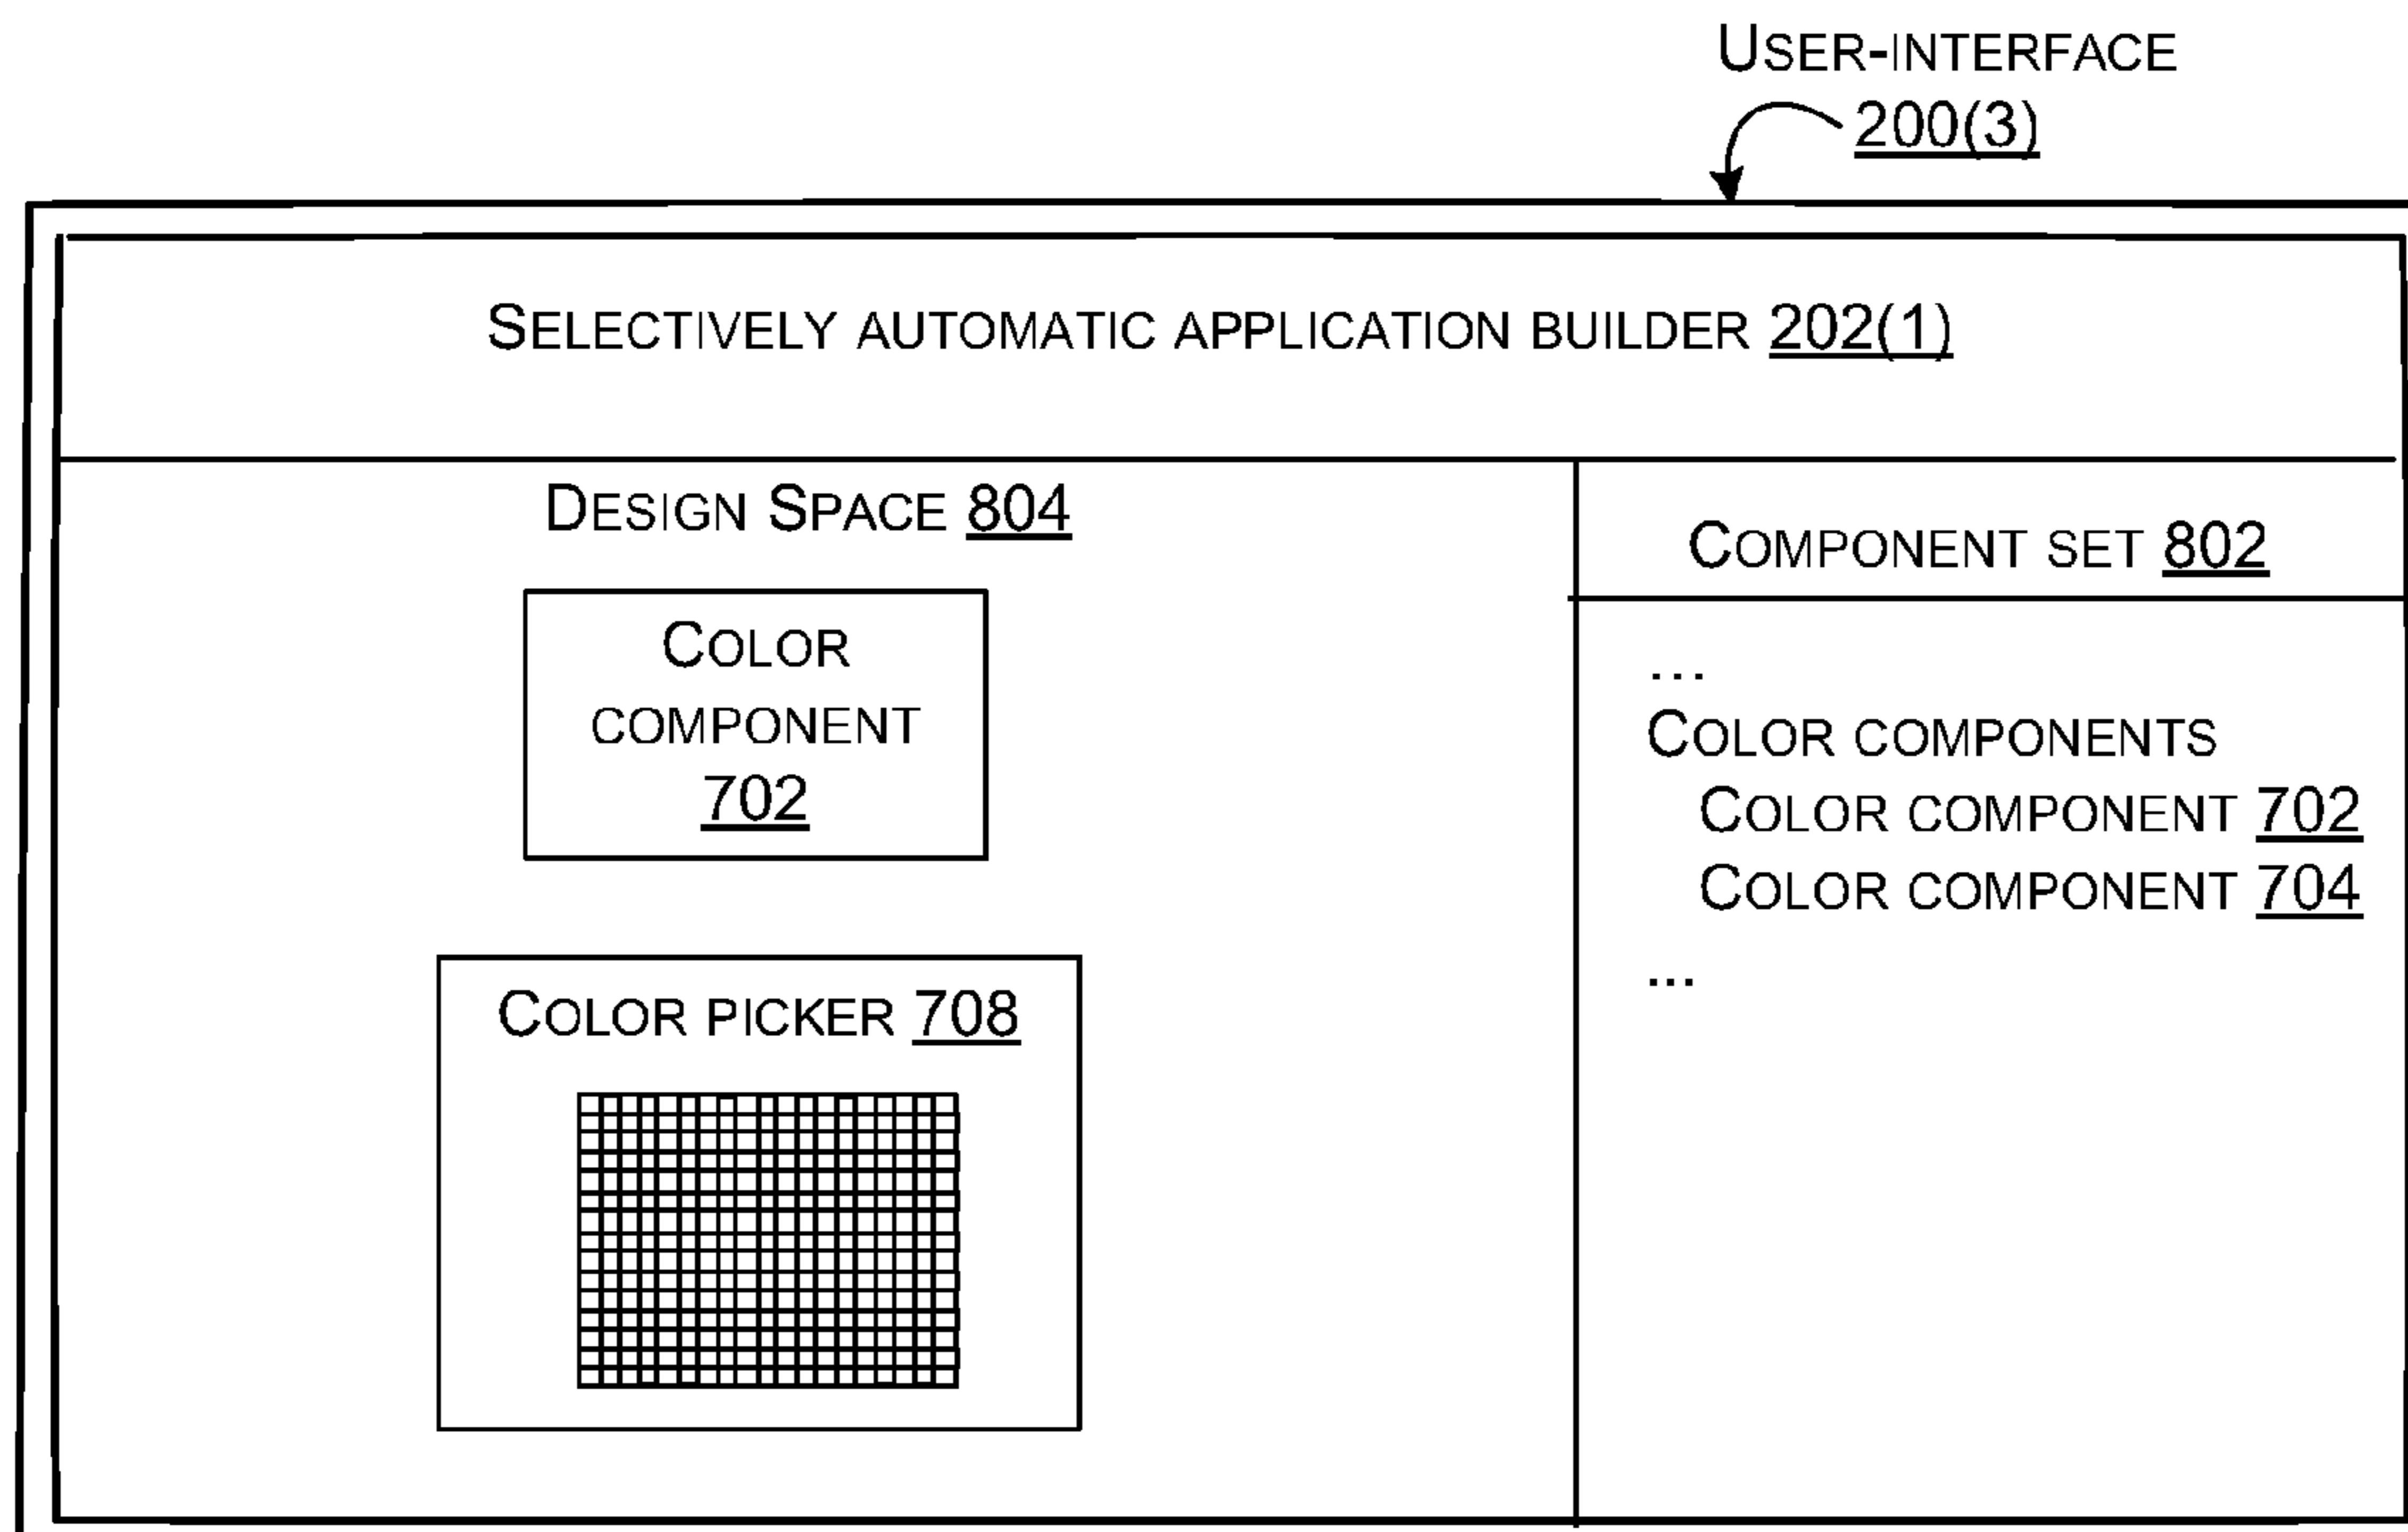 USER-INTERFACE
200(3)
SELECTIVELY AUTOMATIC APPLICATION BUILDER 202(1)
DESIGN SPACE 804
COLOR
COMPONENT
702
COLOR PICKER 708
COMPONENT SET 802
...
COLOR COMPONENTS
COLOR COMPONENT 702
COLOR COMPONENT 704
...